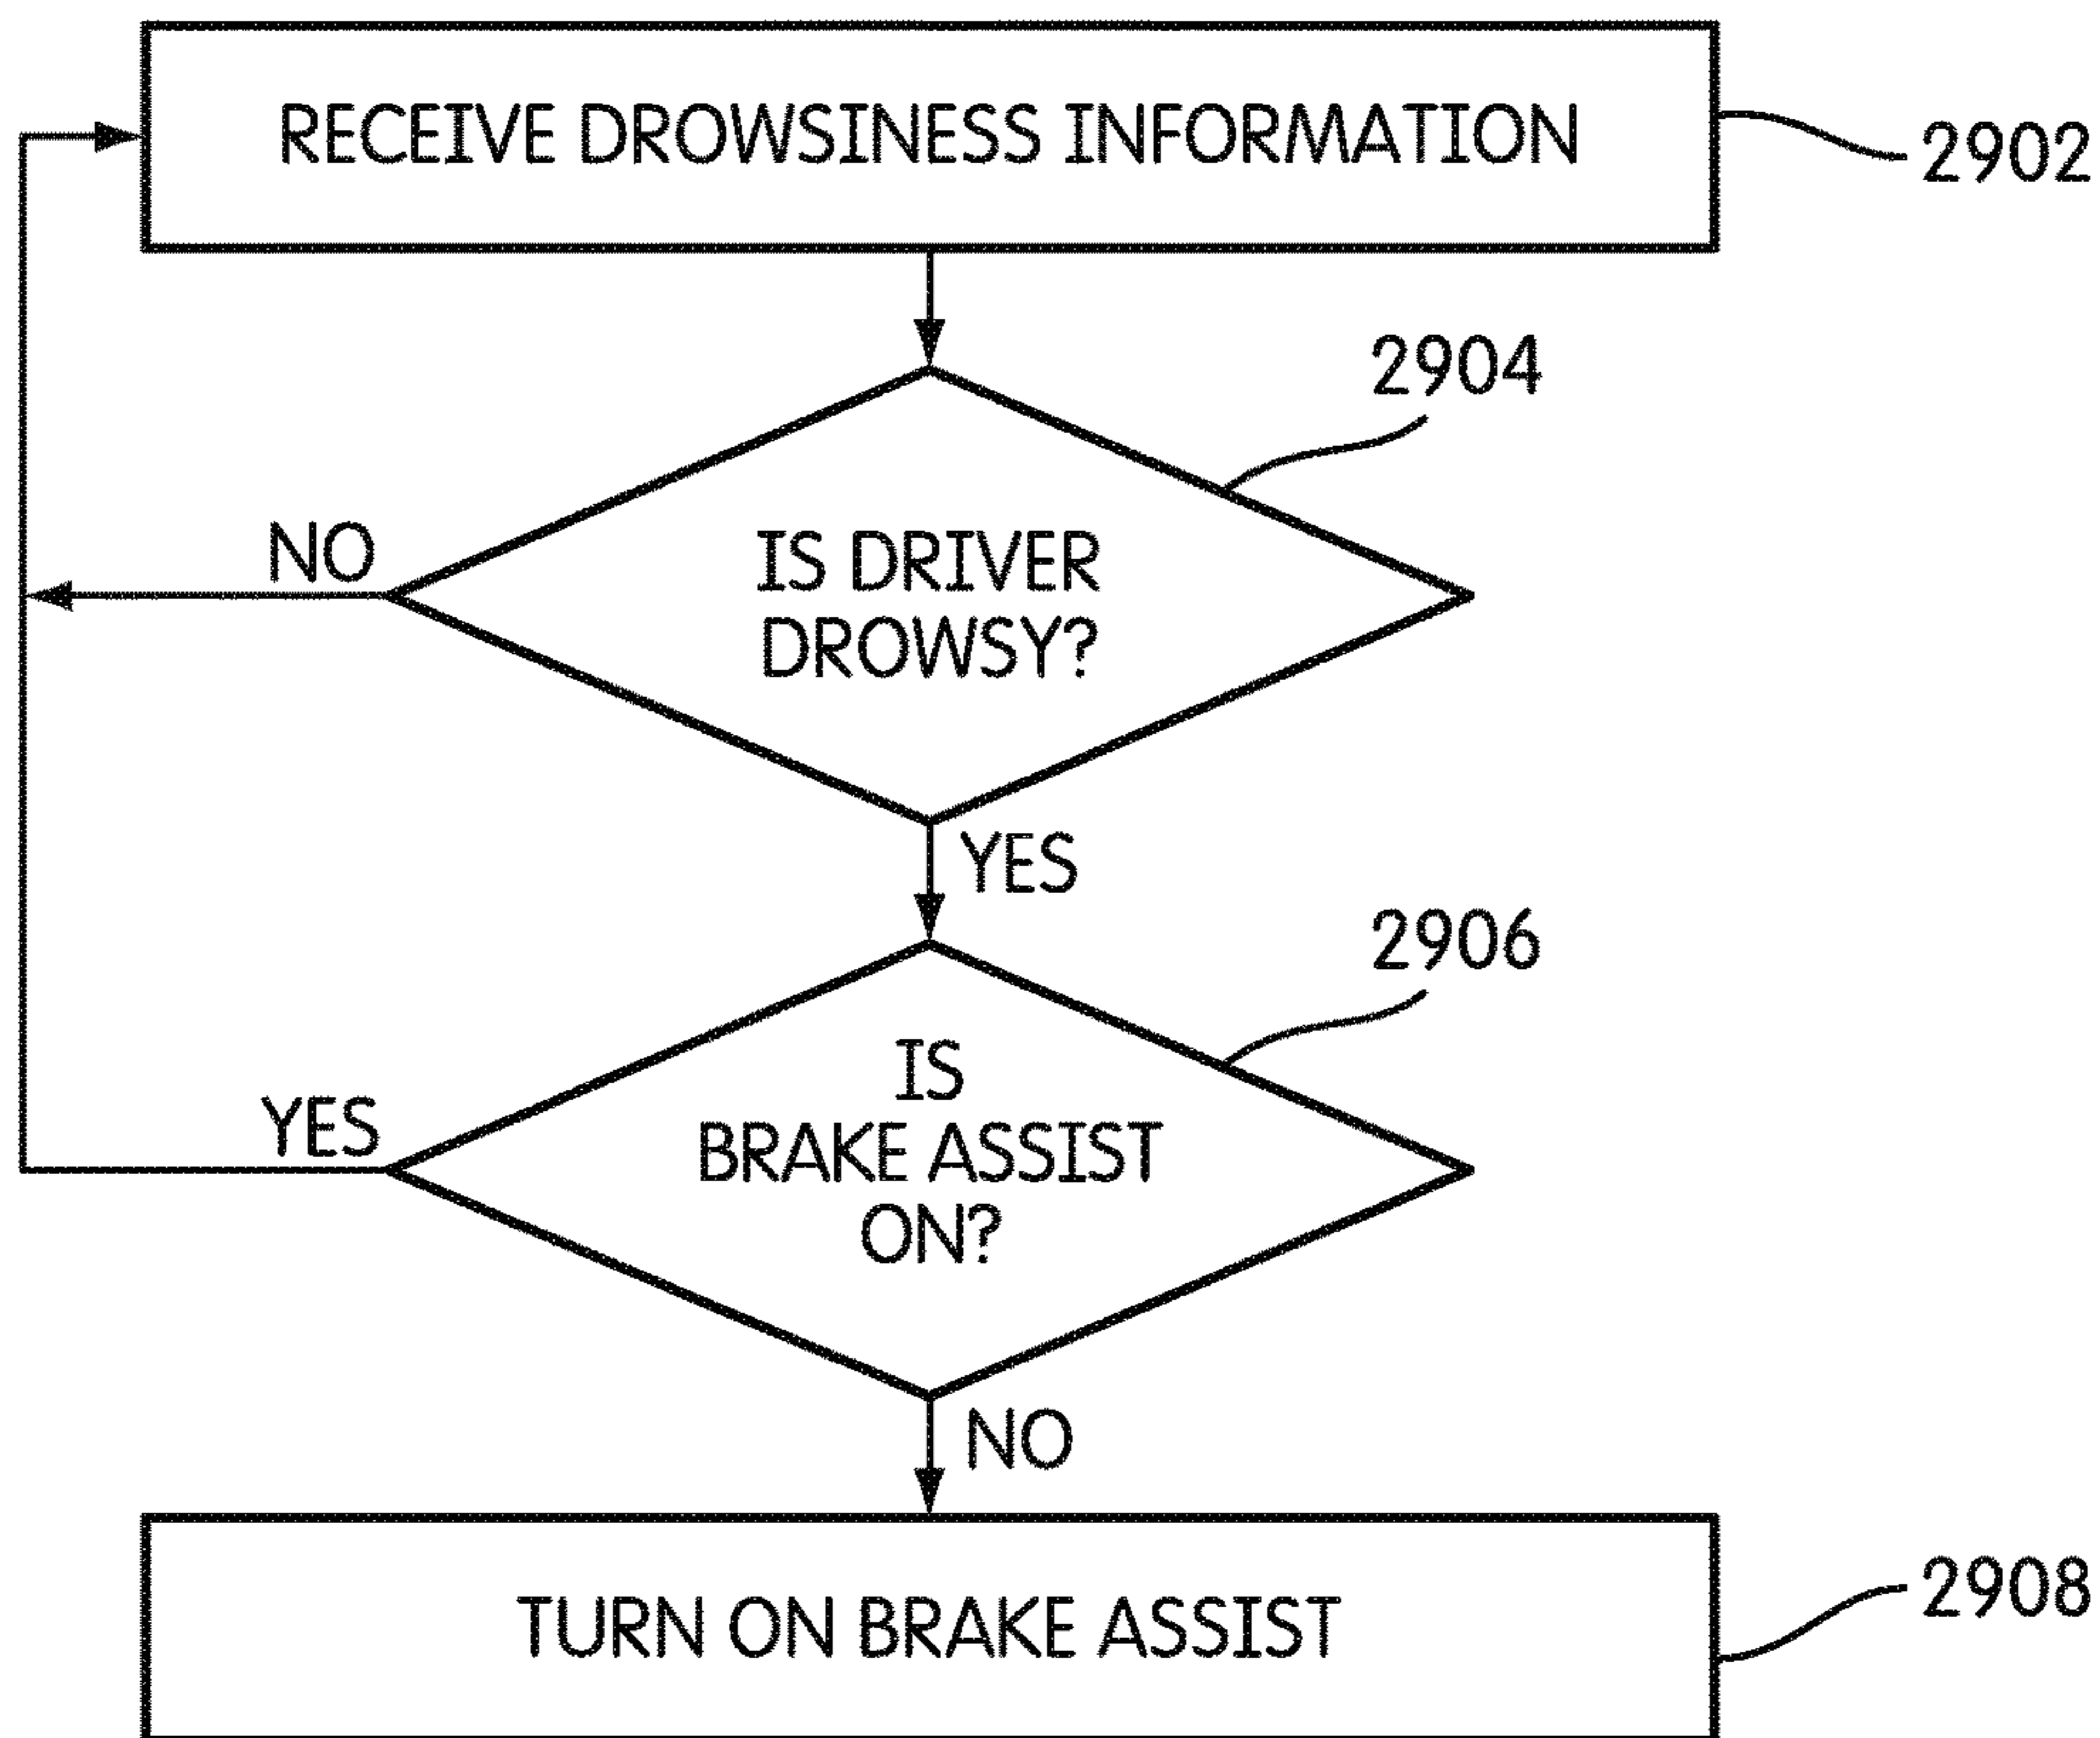 RECEIVE DROWSINESS INFORMATION
2902
2904
NO
IS DRIVER
DROWSY?
YES
2906
IS
BRAKE ASSIST
ON?
YES
NO
TURN ON BRAKE ASSIST
2908